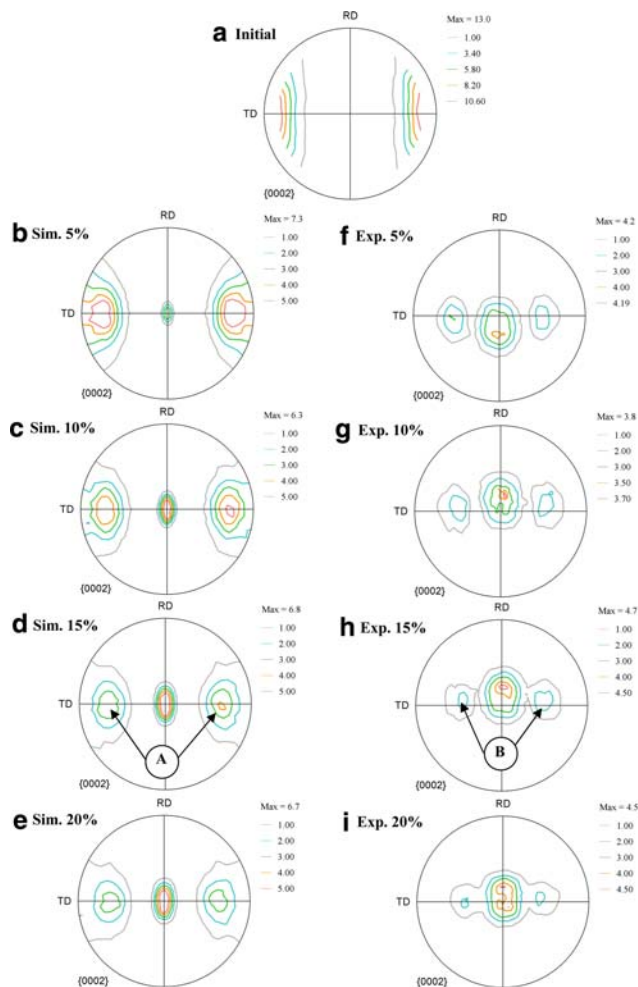 a Initial
RD
TD
{0002}
Max = 13.0
1.00
3.40
5.80
8.20
10.60
b Sim. 5%
RD
TD
{0002}
Max = 7.3
1.00
2.00
3.00
4.00
5.00
f Exp. 5%
RD
TD
{0002}
Max = 4.2
1.00
2.00
3.00
4.00
4.19
c Sim. 10%
RD
TD
{0002}
Max = 6.3
1.00
2.00
3.00
4.00
5.00
g Exp. 10%
RD
TD
{0002}
Max = 3.8
1.00
2.00
3.00
3.50
3.70
d Sim. 15%
RD
TD
A
{0002}
Max = 6.8
1.00
2.00
3.00
4.00
5.00
h Exp. 15%
RD
TD
B
{0002}
Max = 4.7
1.00
2.00
3.00
4.00
4.50
e Sim. 20%
RD
TD
{0002}
Max = 6.7
1.00
2.00
3.00
4.00
5.00
i Exp. 20%
RD
TD
{0002}
Max = 4.5
1.00
2.00
3.00
4.00
4.50